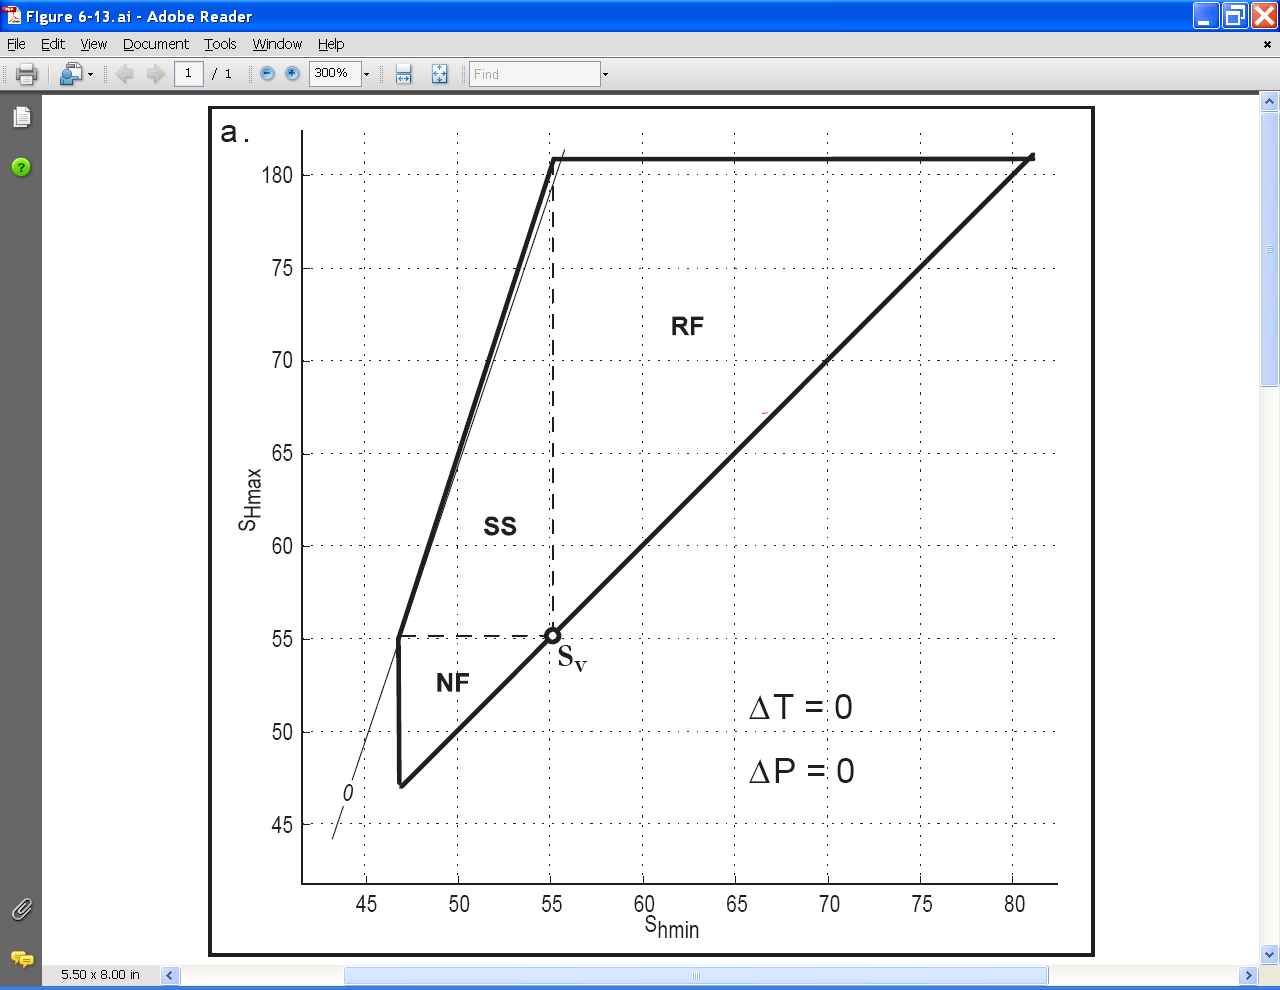 FIgure 6-13.ai - Adobe Reader
File Edit View Document Tools Window Help
1 / 1 300% Find
a.
180
75
70
65
60
55
50
45
SHmax
RF
SS
NF
Sv
ΔT = 0
ΔP = 0
0
45 50 55 60 65 70 75 80
Shmin
5.50 x 8.00 in